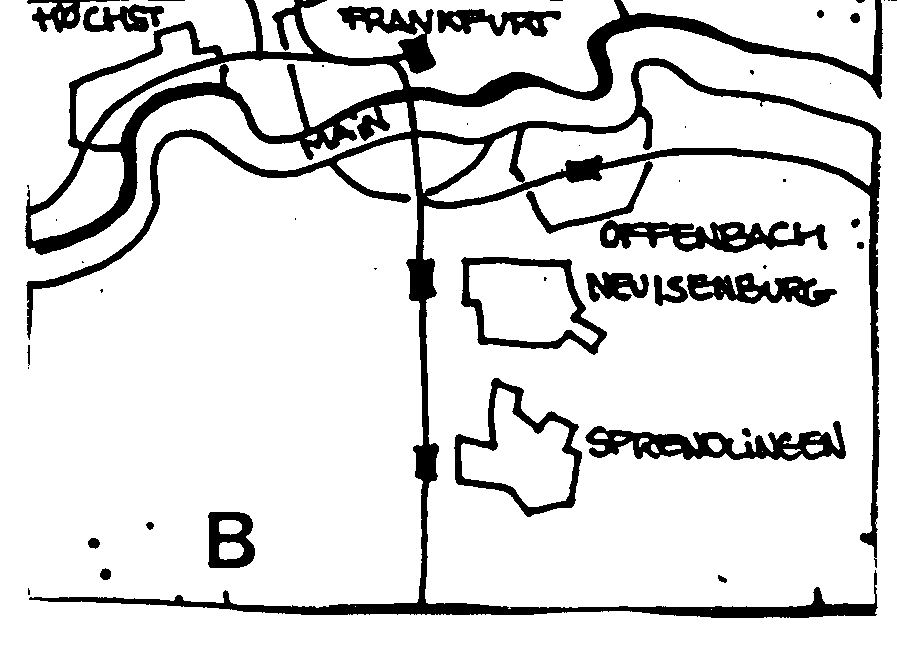 HÖCHST
FRANKFURT
MAiN
OFFENBACH
NEU ISENBURG
SPRENDLiNGEN
B